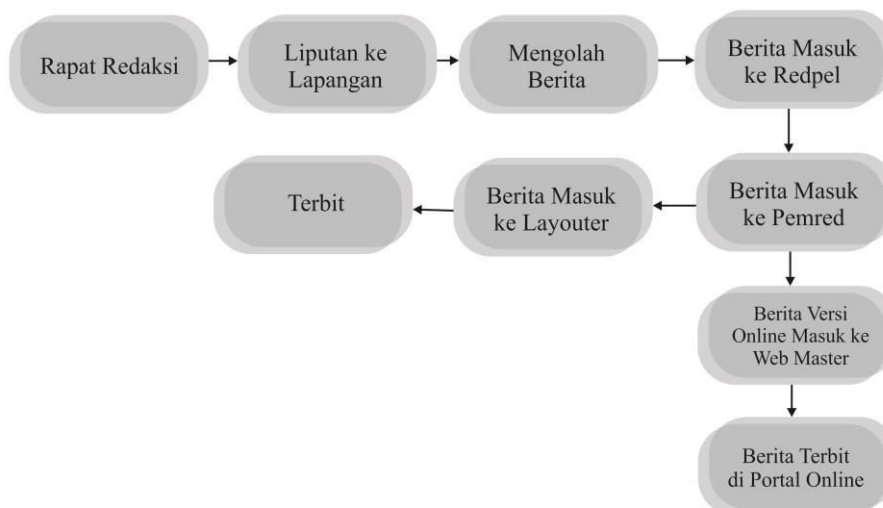 Rapat Redaksi
Liputan ke
Lapangan
Mengolah
Berita
Berita Masuk
ke Redpel
Terbit
Berita Masuk
ke Layouter
Berita Masuk
ke Pemred
Berita Versi
Online Masuk ke
Web Master
Berita Terbit
di Portal Online